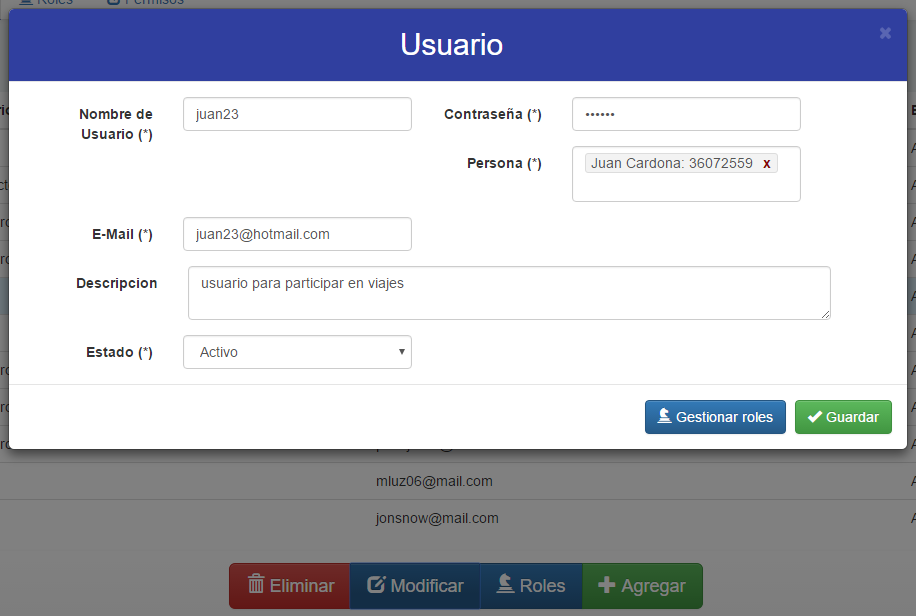 Roles Permisos
Usuario ×
Nombre de
Usuario (*)
juan23
Contraseña (*)
••••••
Persona (*)
Juan Cardona: 36072559 x
E-Mail (*)
juan23@hotmail.com
Descripcion
usuario para participar en viajes
Estado (*)
Activo
Gestionar roles
Guardar
mluz06@mail.com
jonsnow@mail.com
Eliminar Modificar Roles Agregar